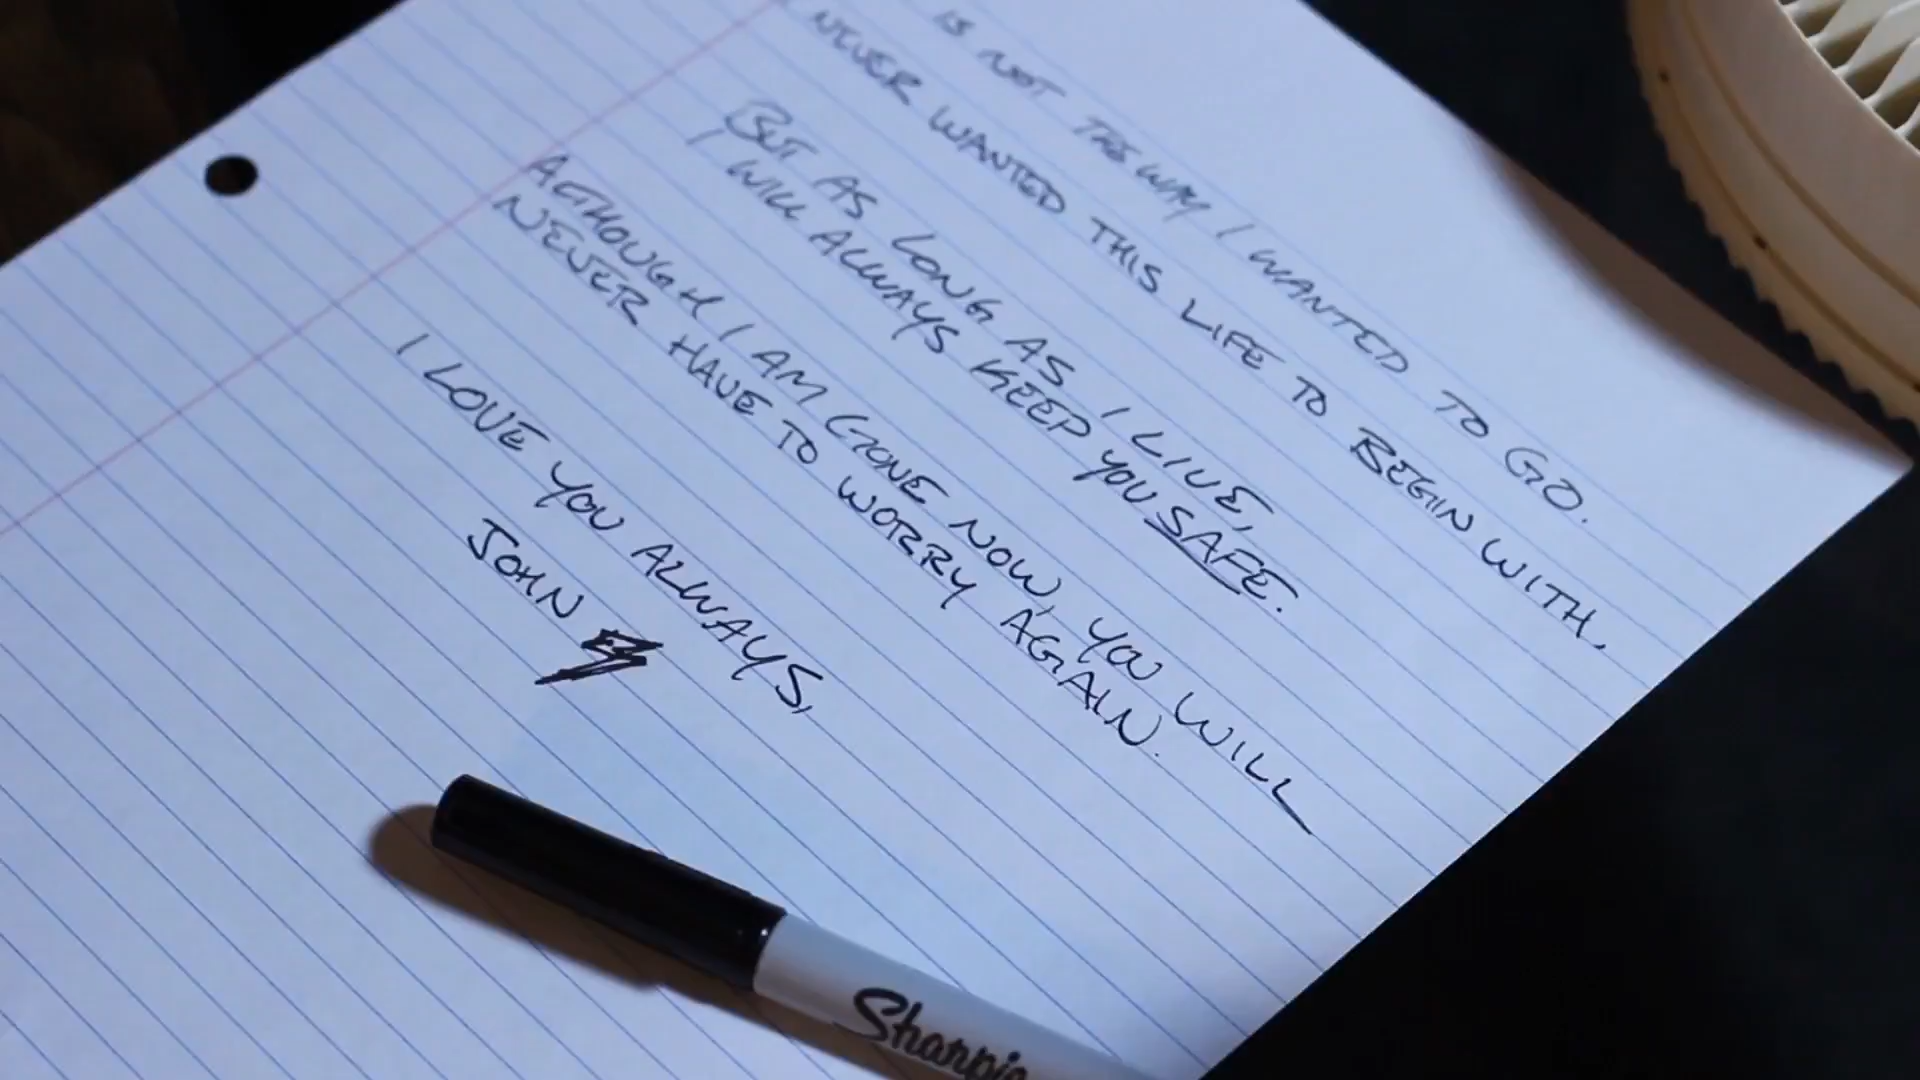 IS NOT THE WAY I WANTED TO GO.
NEVER WANTED THIS LIFE TO BEGIN WITH,
BUT AS LONG AS I LIVE,
I WILL ALWAYS KEEP YOU SAFE.
ALTHOUGH I AM GONE NOW, YOU WILL
NEVER HAVE TO WORRY AGAIN.
I LOVE YOU ALWAYS,
JOHN
Sharpie